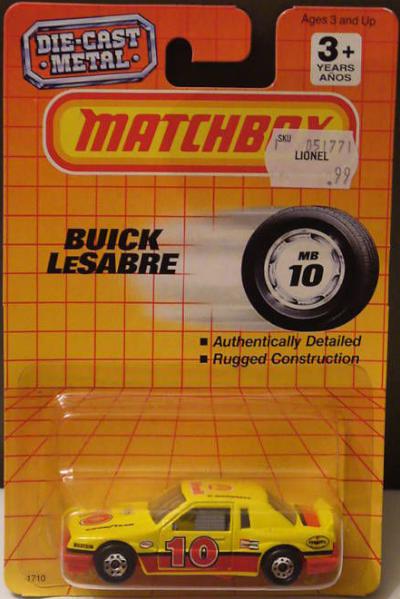 Ages 3 and Up
DIE-CAST
METAL
3+
YEARS
AÑOS
MATCHBOX
SKU
051771
LIONEL
.99
BUICK
LeSABRE
MB
10
Authentically Detailed
Rugged Construction
GOODYEAR
10
1710